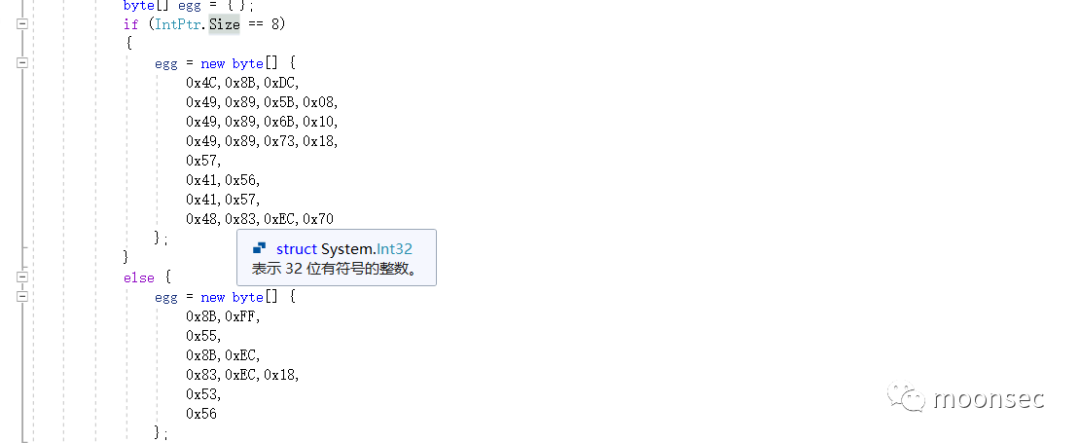 byte[] egg = { };
if (IntPtr.Size == 8)
{
egg = new byte[] {
0x4C, 0x8B, 0xDC,
0x49, 0x89, 0x5B, 0x08,
0x49, 0x89, 0x6B, 0x10,
0x49, 0x89, 0x73, 0x18,
0x57,
0x41, 0x56,
0x41, 0x57,
0x48, 0x83, 0xEC, 0x70
};
struct System.Int32
表示 32 位有符号的整数。
}
else {
egg = new byte[] {
0x8B, 0xFF,
0x55,
0x8B, 0xEC,
0x83, 0xEC, 0x18,
0x53,
0x56
};
moonsec